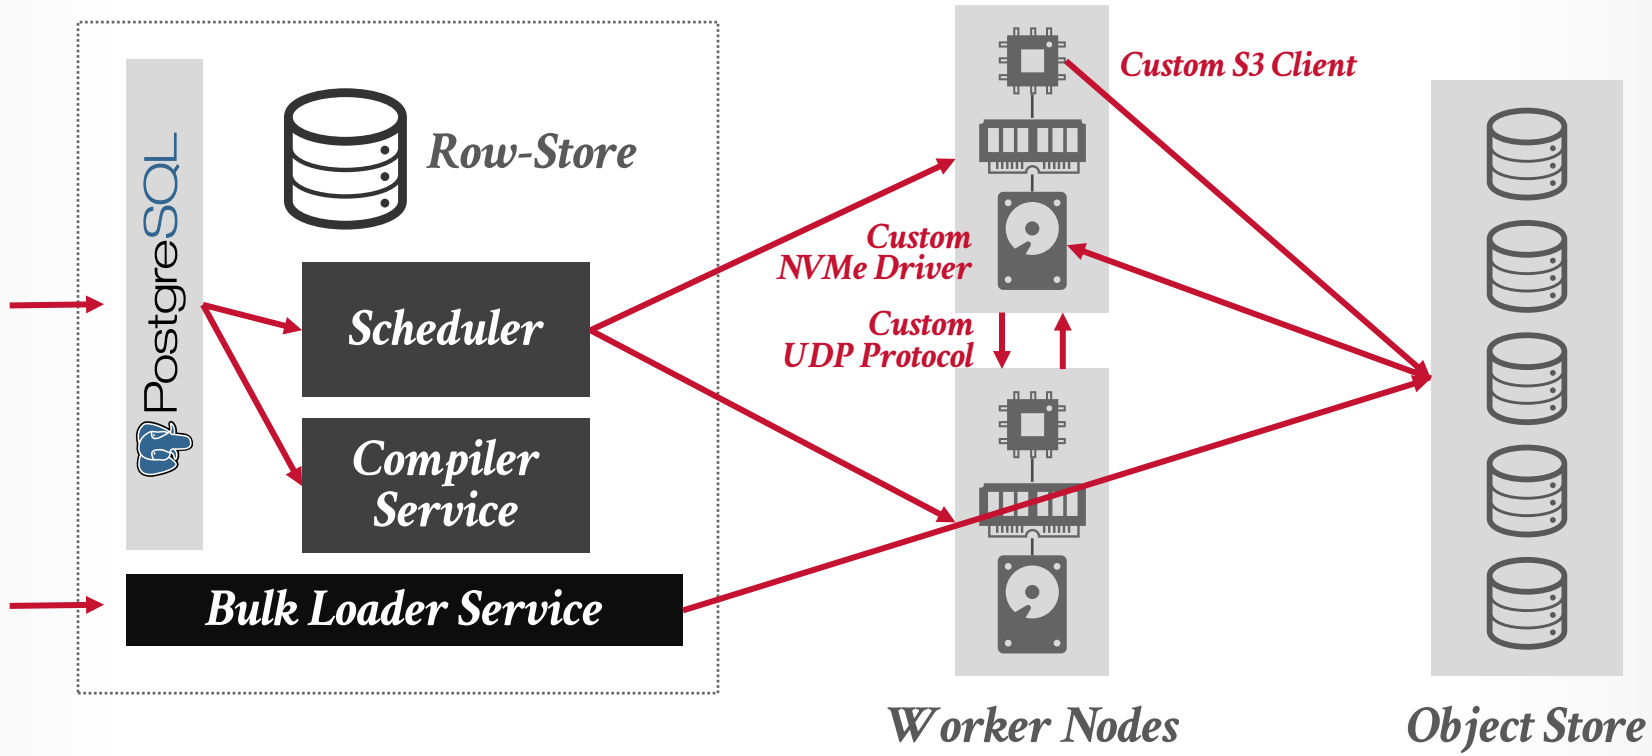 PostgreSQL
Row-Store
Scheduler
Compiler
Service
Bulk Loader Service
Custom S3 Client
Custom
NVMe Driver
Custom
UDP Protocol
Worker Nodes
Object Store